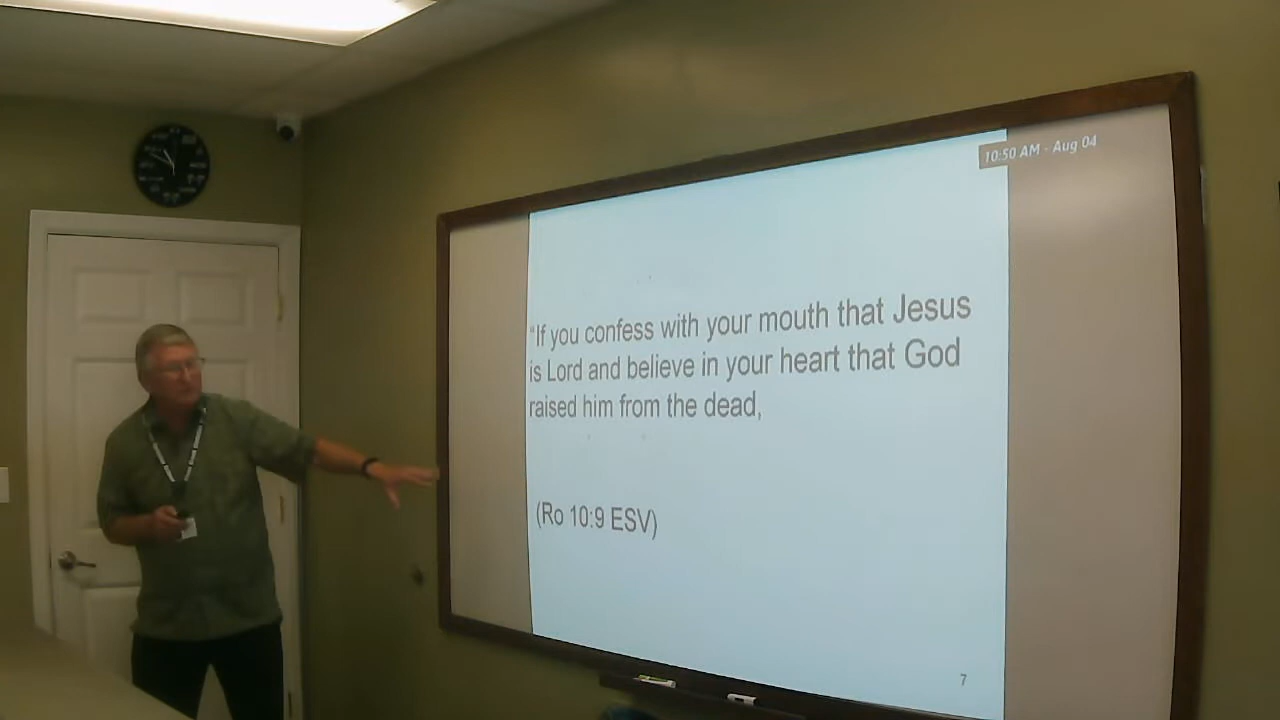 10:50 AM - Aug 04
"If you confess with your mouth that Jesus
is Lord and believe in your heart that God
raised him from the dead,
(Ro 10:9 ESV)
7